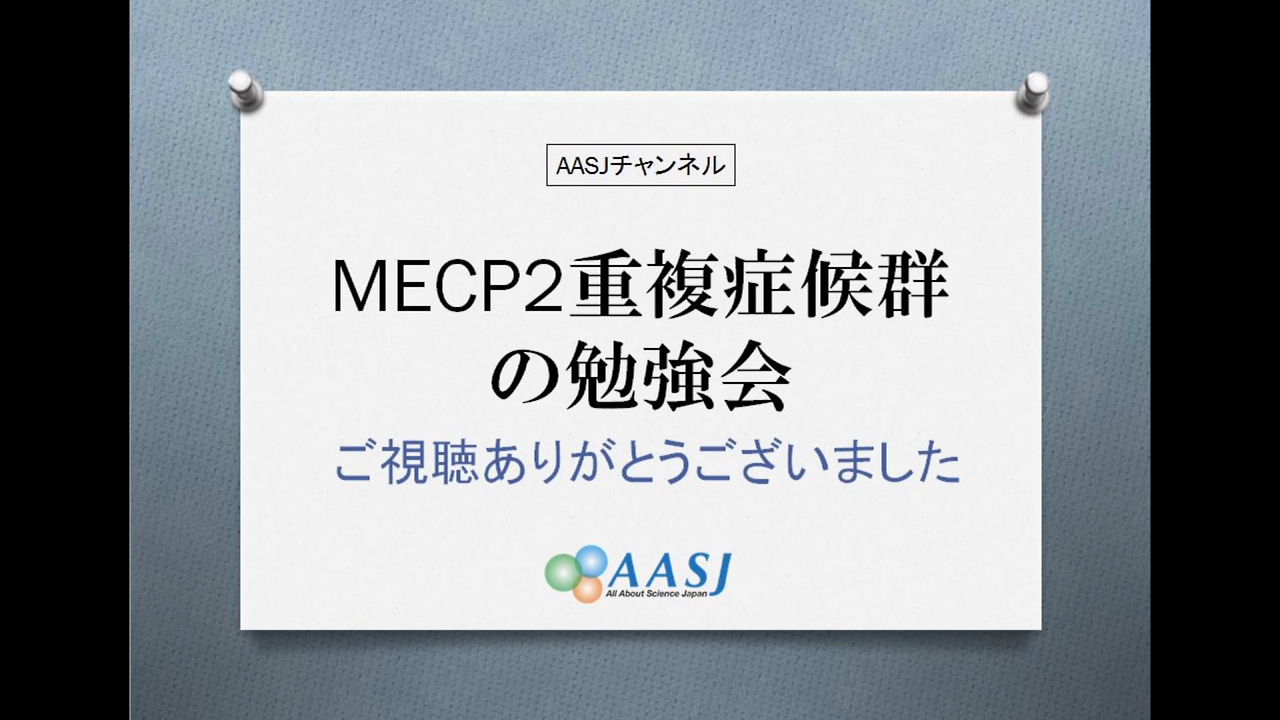 AASJチャンネル
MECP2重複症候群
の勉強会
ご視聴ありがとうございました
AASJ
All About Science Japan